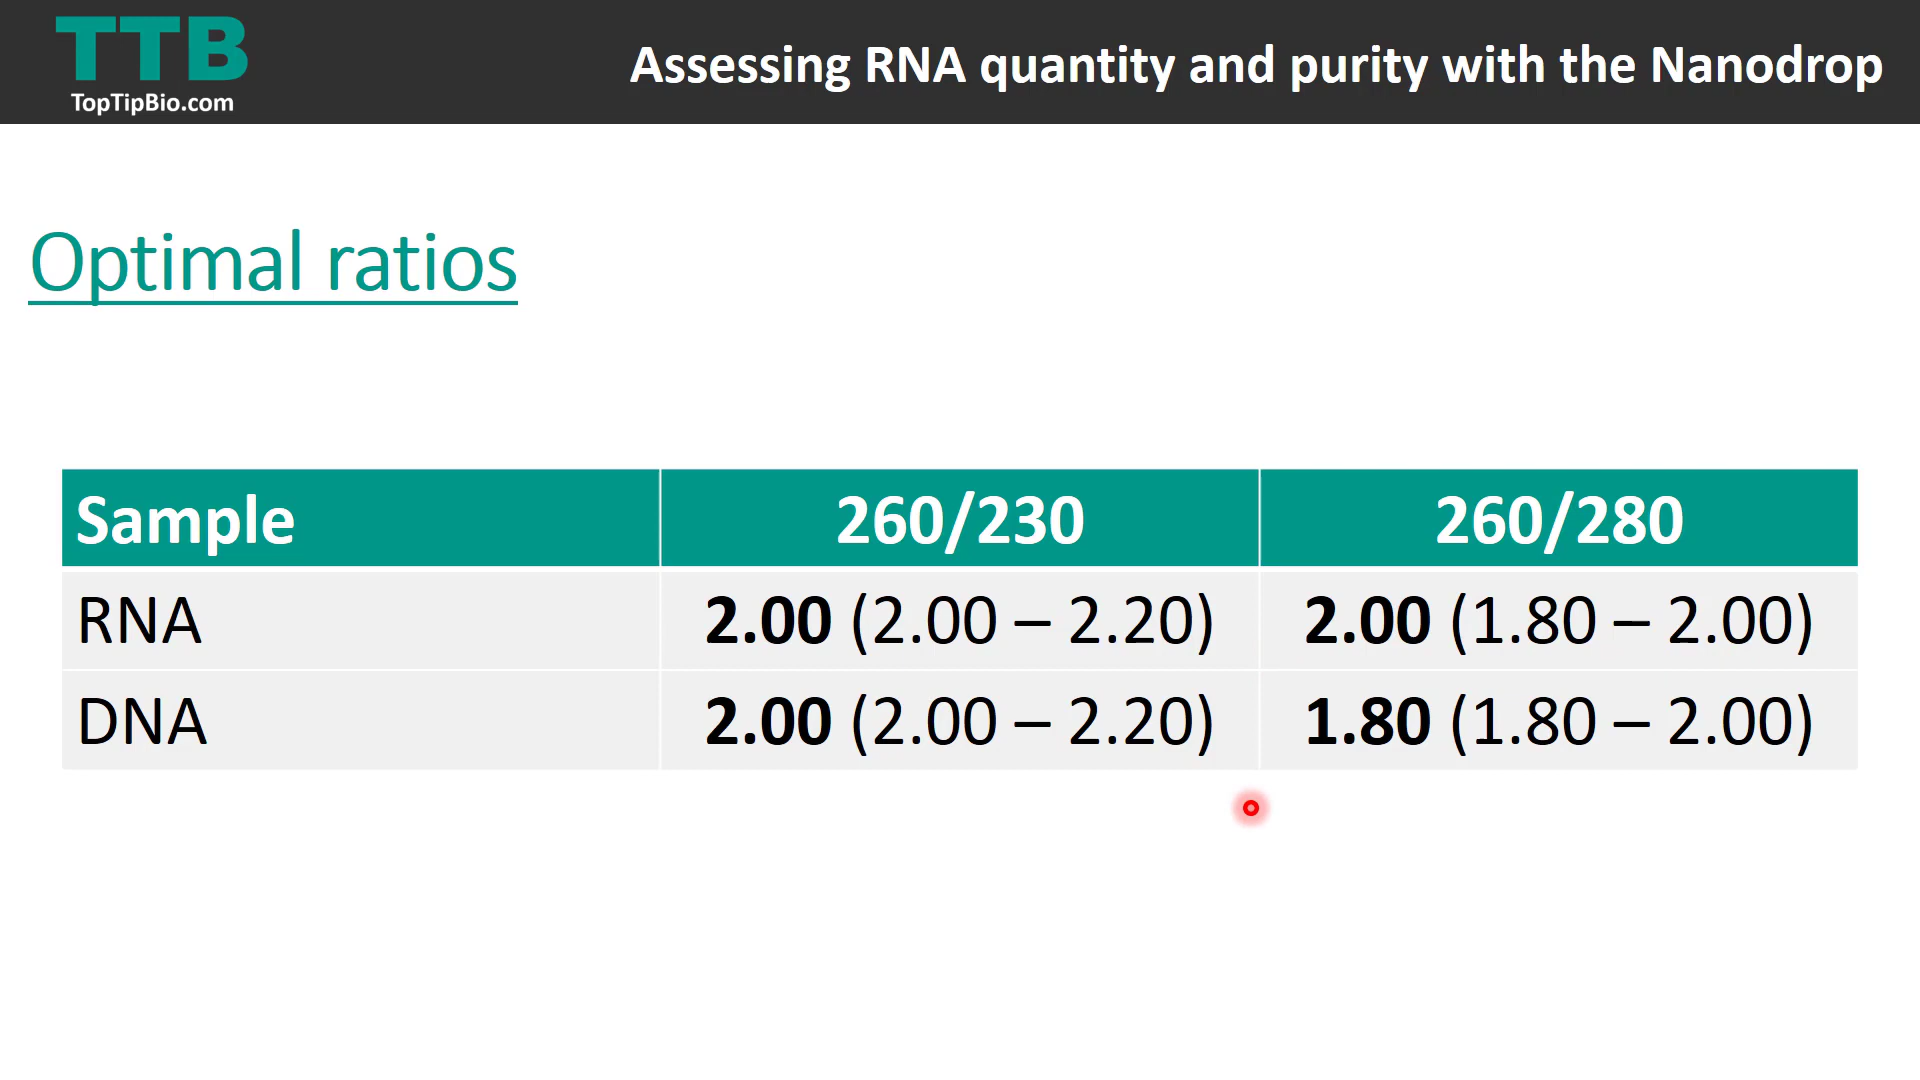 TTB
TopTipBio.com
Assessing RNA quantity and purity with the Nanodrop
Optimal ratios
Sample 260/230 260/280
RNA 2.00 (2.00 – 2.20) 2.00 (1.80 – 2.00)
DNA 2.00 (2.00 – 2.20) 1.80 (1.80 – 2.00)